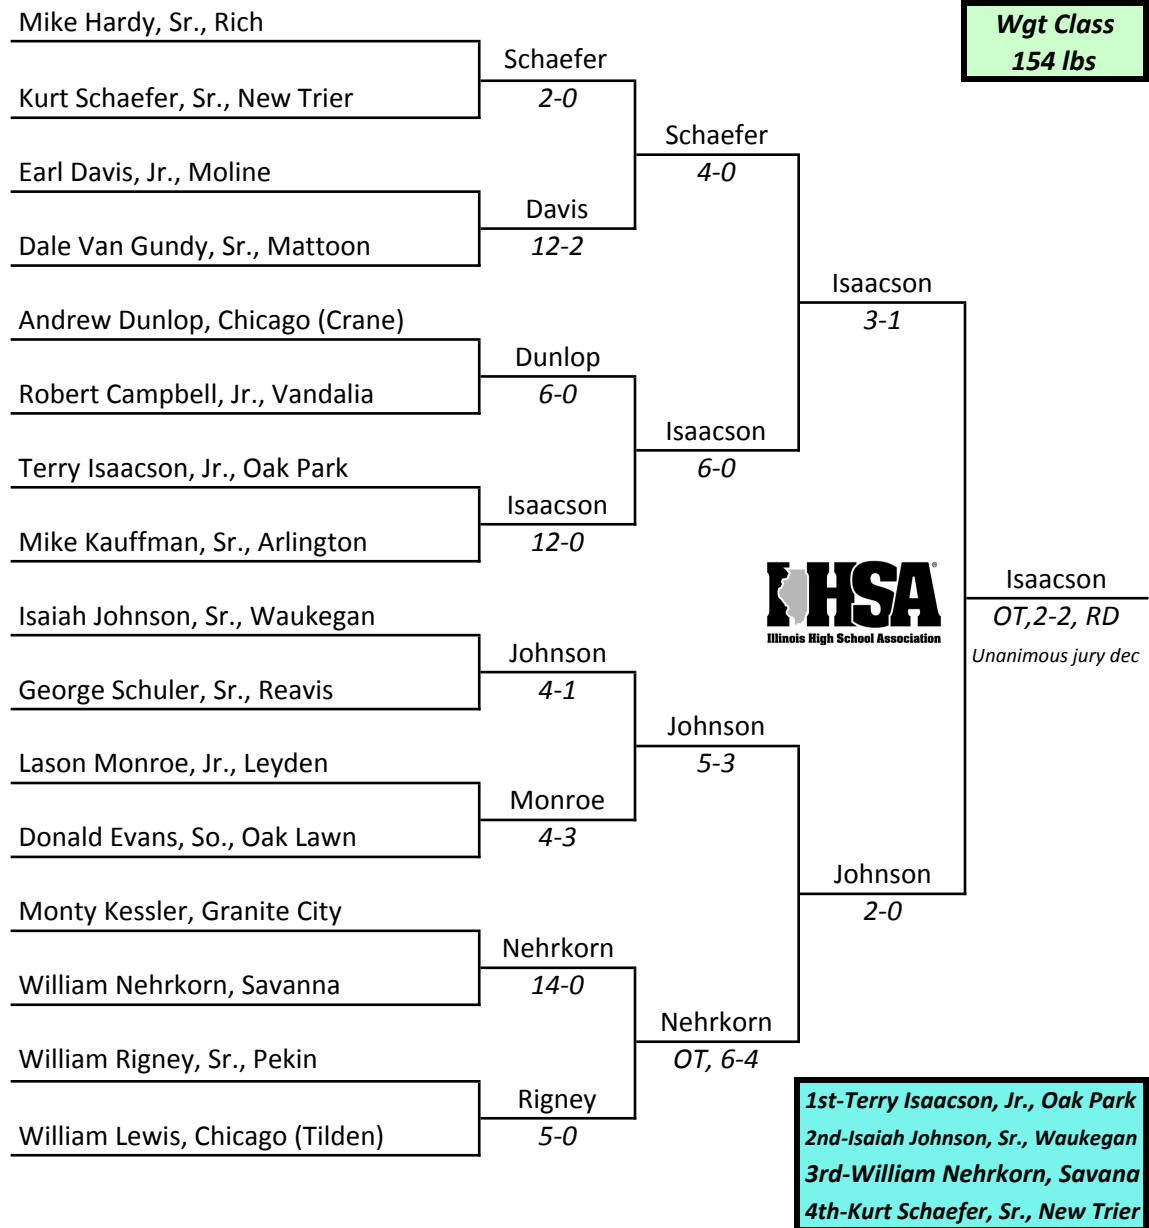 Mike Hardy, Sr., Rich
Wgt Class
154 lbs
Schaefer
2-0
Kurt Schaefer, Sr., New Trier
Schaefer
4-0
Earl Davis, Jr., Moline
Davis
12-2
Dale Van Gundy, Sr., Mattoon
Isaacson
3-1
Andrew Dunlop, Chicago (Crane)
Dunlop
6-0
Robert Campbell, Jr., Vandalia
Isaacson
6-0
Terry Isaacson, Jr., Oak Park
Isaacson
12-0
Mike Kauffman, Sr., Arlington
IHSA®
Illinois High School Association
Isaacson
OT,2-2, RD
Unanimous jury dec
Isaiah Johnson, Sr., Waukegan
Johnson
4-1
George Schuler, Sr., Reavis
Johnson
5-3
Lason Monroe, Jr., Leyden
Monroe
4-3
Donald Evans, So., Oak Lawn
Johnson
2-0
Monty Kessler, Granite City
Nehrkorn
14-0
William Nehrkorn, Savanna
Nehrkorn
OT, 6-4
William Rigney, Sr., Pekin
Rigney
5-0
William Lewis, Chicago (Tilden)
1st-Terry Isaacson, Jr., Oak Park
2nd-Isaiah Johnson, Sr., Waukegan
3rd-William Nehrkorn, Savana
4th-Kurt Schaefer, Sr., New Trier